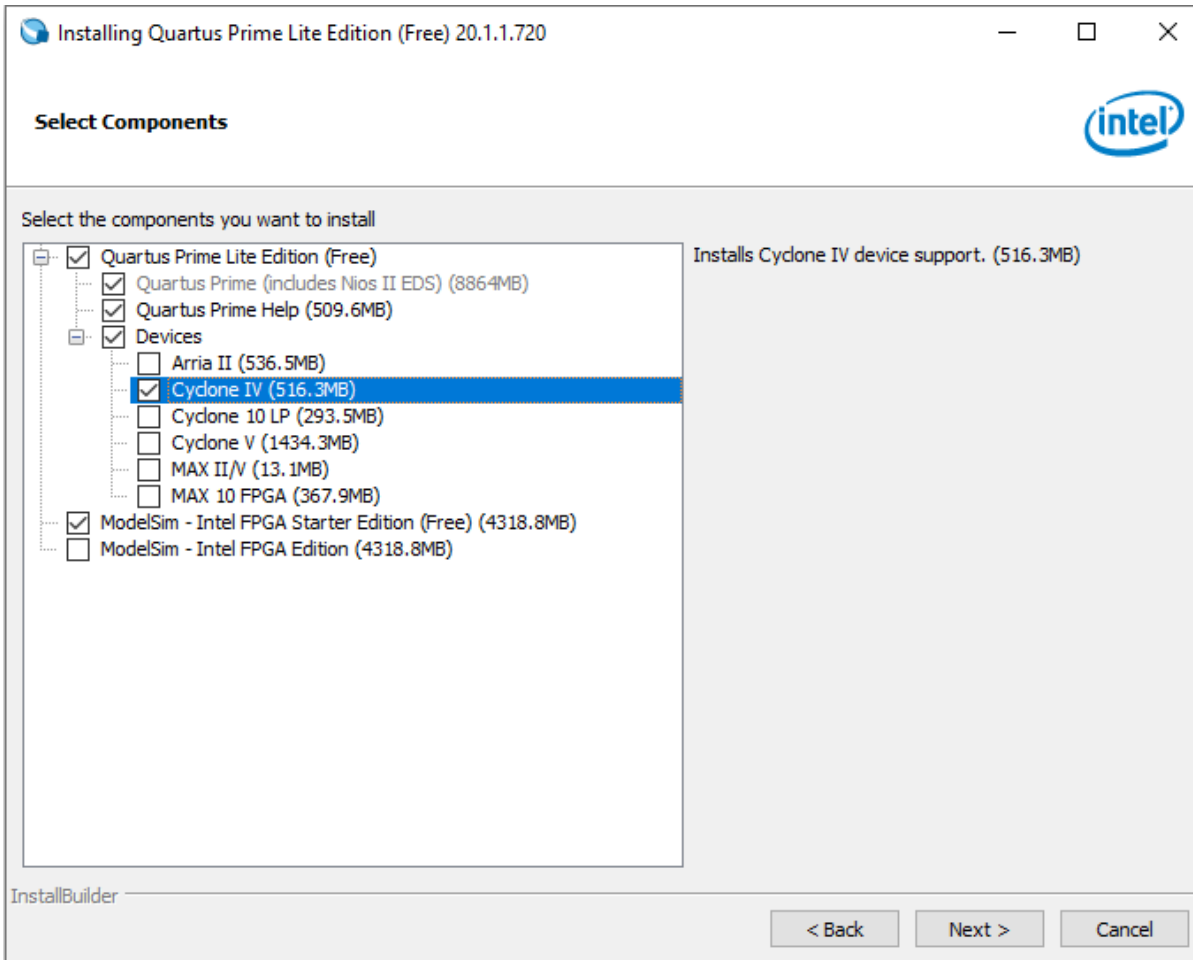 Installing Quartus Prime Lite Edition (Free) 20.1.1.720
Select Components
intel
Select the components you want to install
Quartus Prime Lite Edition (Free)
Quartus Prime (includes Nios II EDS) (8864MB)
Quartus Prime Help (509.6MB)
Devices
Arria II (536.5MB)
Cyclone IV (516.3MB)
Cyclone 10 LP (293.5MB)
Cyclone V (1434.3MB)
MAX II/V (13.1MB)
MAX 10 FPGA (367.9MB)
ModelSim - Intel FPGA Starter Edition (Free) (4318.8MB)
ModelSim - Intel FPGA Edition (4318.8MB)
Installs Cyclone IV device support. (516.3MB)
InstallBuilder
< Back Next > Cancel